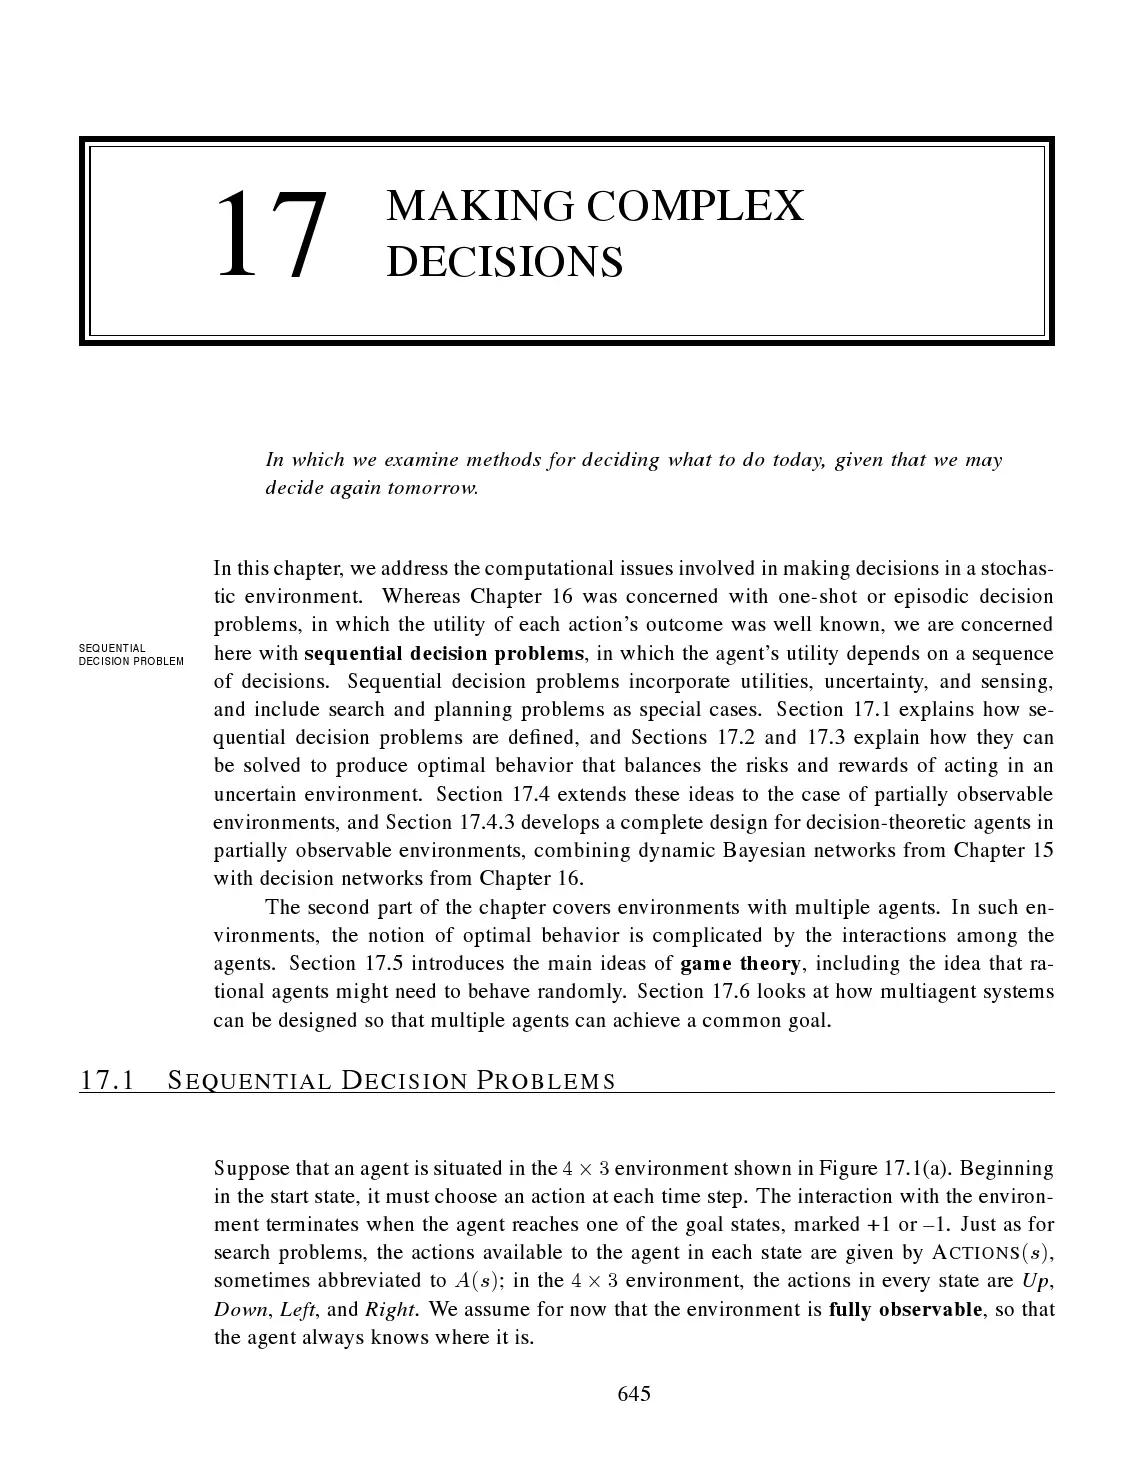 17
MAKING COMPLEX
DECISIONS
In which we examine methods for deciding what to do today, given that we may
decide again tomorrow.
In this chapter, we address the computational issues involved in making decisions in a stochas-
tic environment. Whereas Chapter 16 was concerned with one-shot or episodic decision
problems, in which the utility of each action's outcome was well known, we are concerned
SEQUENTIAL
DECISION PROBLEM
here with sequential decision problems, in which the agent's utility depends on a sequence
of decisions. Sequential decision problems incorporate utilities, uncertainty, and sensing,
and include search and planning problems as special cases. Section 17.1 explains how se-
quential decision problems are defined, and Sections 17.2 and 17.3 explain how they can
be solved to produce optimal behavior that balances the risks and rewards of acting in an
uncertain environment. Section 17.4 extends these ideas to the case of partially observable
environments, and Section 17.4.3 develops a complete design for decision-theoretic agents in
partially observable environments, combining dynamic Bayesian networks from Chapter 15
with decision networks from Chapter 16.
The second part of the chapter covers environments with multiple agents. In such en-
vironments, the notion of optimal behavior is complicated by the interactions among the
agents. Section 17.5 introduces the main ideas of game theory, including the idea that ra-
tional agents might need to behave randomly. Section 17.6 looks at how multiagent systems
can be designed so that multiple agents can achieve a common goal.
17.1 SEQUENTIAL DECISION PROBLEMS
Suppose that an agent is situated in the 4 × 3 environment shown in Figure 17.1(a). Beginning
in the start state, it must choose an action at each time step. The interaction with the environ-
ment terminates when the agent reaches one of the goal states, marked +1 or –1. Just as for
search problems, the actions available to the agent in each state are given by ACTIONS(s),
sometimes abbreviated to A(s); in the 4 × 3 environment, the actions in every state are Up,
Down, Left, and Right. We assume for now that the environment is fully observable, so that
the agent always knows where it is.
645